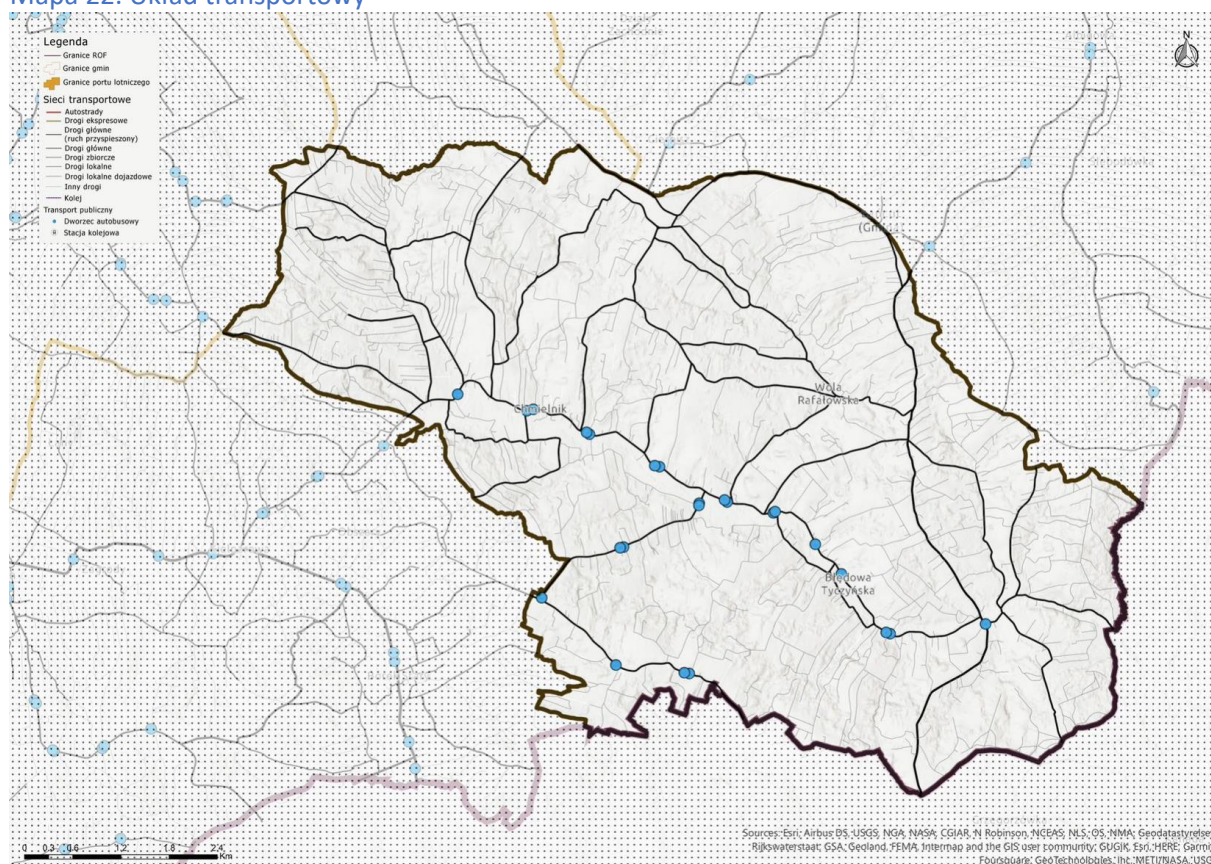 Mapa 22. Układ transportowy
Legenda
Granice ROF
Granice gmin
Granice portu lotniczego
Sieci transportowe
Autostrady
Drogi ekspresowe
Drogi główne
(ruch przyspieszony)
Drogi główne
Drogi zbiorcze
Drogi lokalne
Drogi lokalne dojazdowe
Inny drogi
Kolej
Transport publiczny
Dworzec autobusowy
Stacja kolejowa
N
Chmielnik
Wola
Rafałowska
Błędowa
Tyczyńska
0 0.3 0.6 1.2 1.8 2.4
Km
Sources: Esri, Airbus DS, USGS, NGA, NASA, CGIAR, N Robinson, NCEAS, NLS, OS, NMA, Geodatastyrelse
Rijkswaterstaat, GSA, Geoland, FEMA, Intermap and the GIS user community, GUGiK, Esri, HERE, Garmi
Foursquare, GeoTechnolobies, Inc, METI/NASA, USG